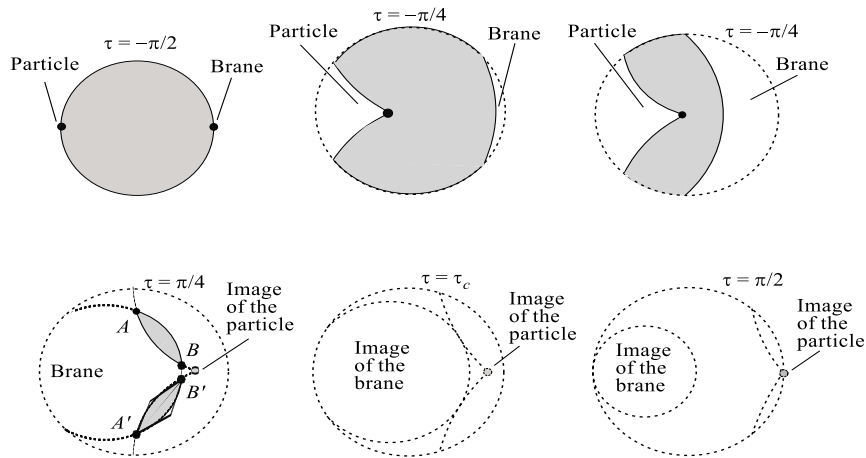 τ = −π/2
Particle
Brane
τ = −π/4
Particle
Brane
τ = −π/4
Particle
Brane
τ = π/4
Image
of the
particle
A
B
Brane
B′
A′
τ = τc
Image
of the
particle
Image
of the
brane
τ = π/2
Image
of the
particle
Image
of the
brane